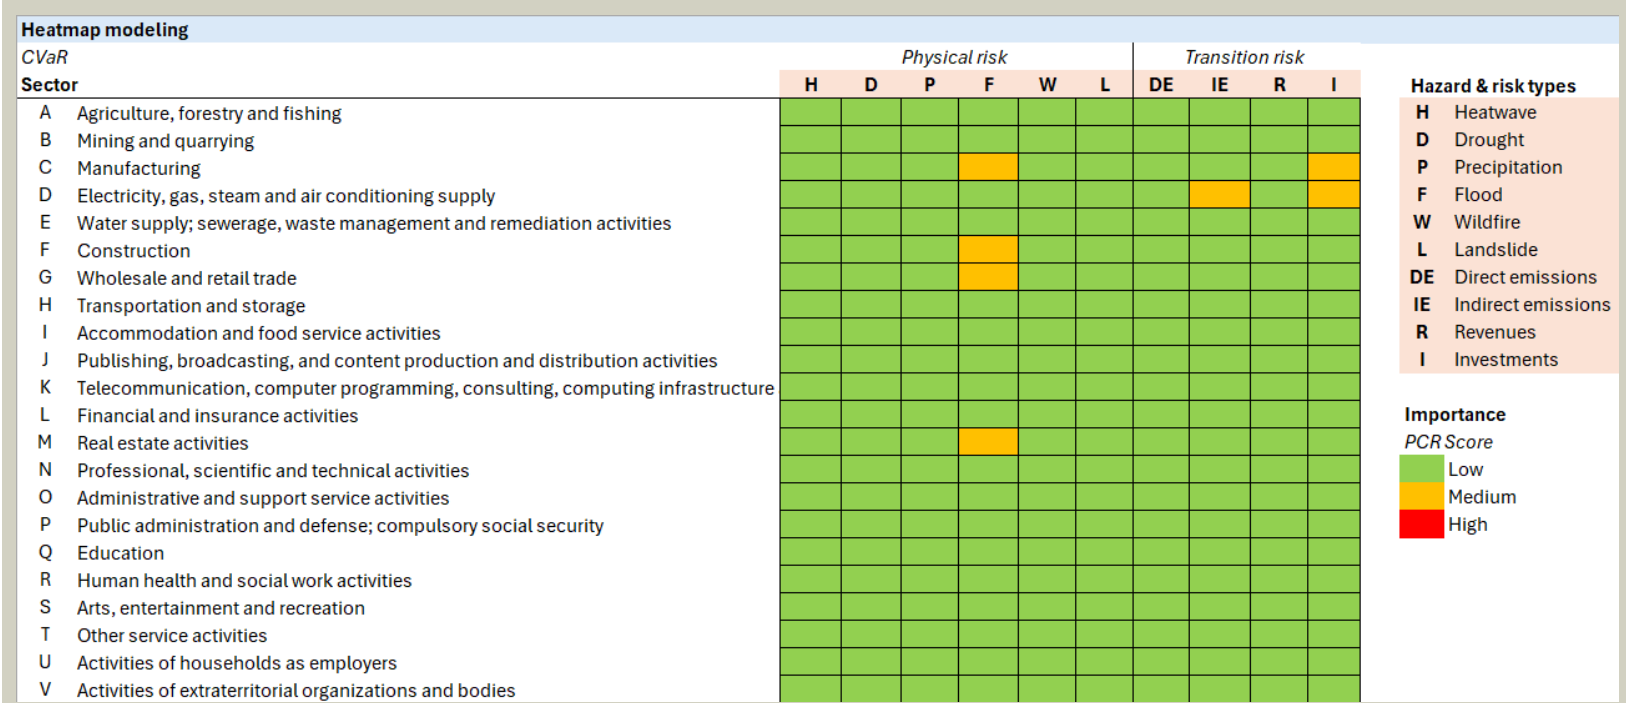 Heatmap modeling
CVaR Physical risk Transition risk
Sector H D P F W L DE IE R I
A Agriculture, forestry and fishing
B Mining and quarrying
C Manufacturing
D Electricity, gas, steam and air conditioning supply
E Water supply; sewerage, waste management and remediation activities
F Construction
G Wholesale and retail trade
H Transportation and storage
I Accommodation and food service activities
J Publishing, broadcasting, and content production and distribution activities
K Telecommunication, computer programming, consulting, computing infrastructure
L Financial and insurance activities
M Real estate activities
N Professional, scientific and technical activities
O Administrative and support service activities
P Public administration and defense; compulsory social security
Q Education
R Human health and social work activities
S Arts, entertainment and recreation
T Other service activities
U Activities of households as employers
V Activities of extraterritorial organizations and bodies
Hazard & risk types
H Heatwave
D Drought
P Precipitation
F Flood
W Wildfire
L Landslide
DE Direct emissions
IE Indirect emissions
R Revenues
I Investments
Importance
PCR Score
Low
Medium
High